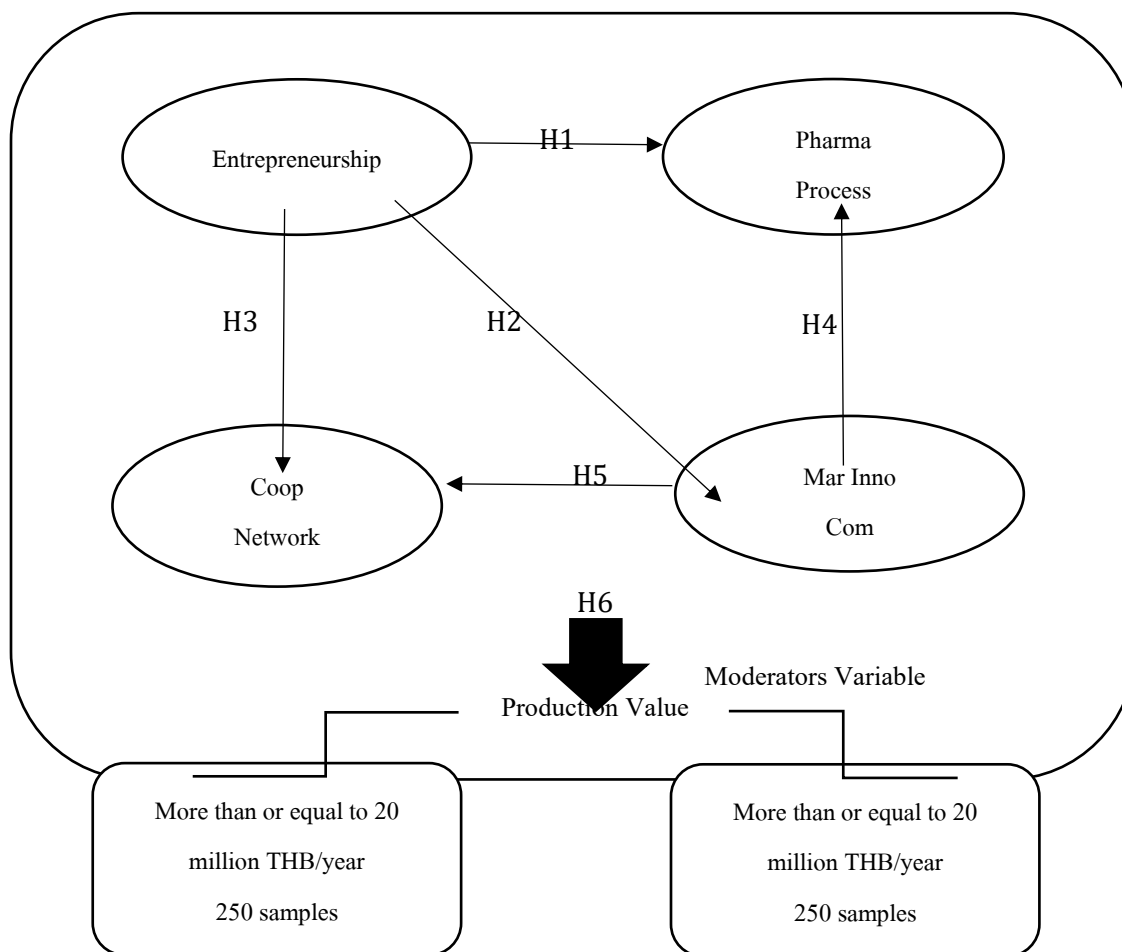 Entrepreneurship
H1
Pharma
Process
H3
H2
H4
Coop
Network
H5
Mar Inno
Com
H6
Moderators Variable
Production Value
More than or equal to 20
million THB/year
250 samples
More than or equal to 20
million THB/year
250 samples